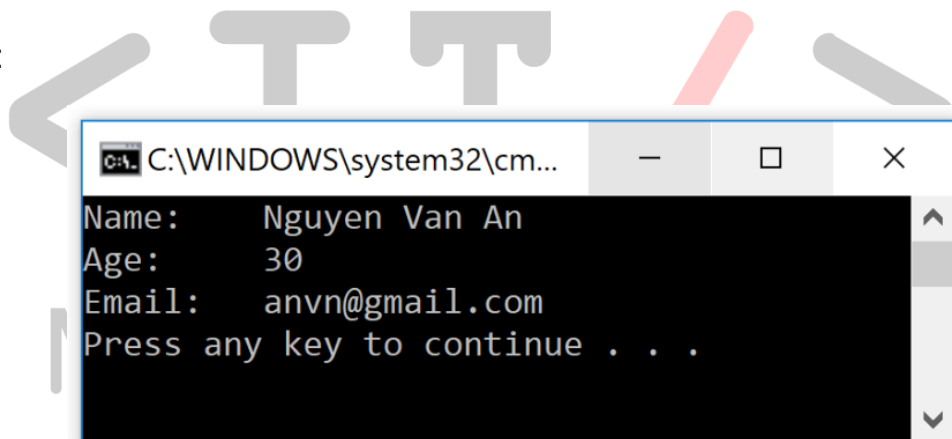 C:\WINDOWS\system32\cm...
Name: Nguyen Van An
Age: 30
Email: anvn@gmail.com
Press any key to continue . . .